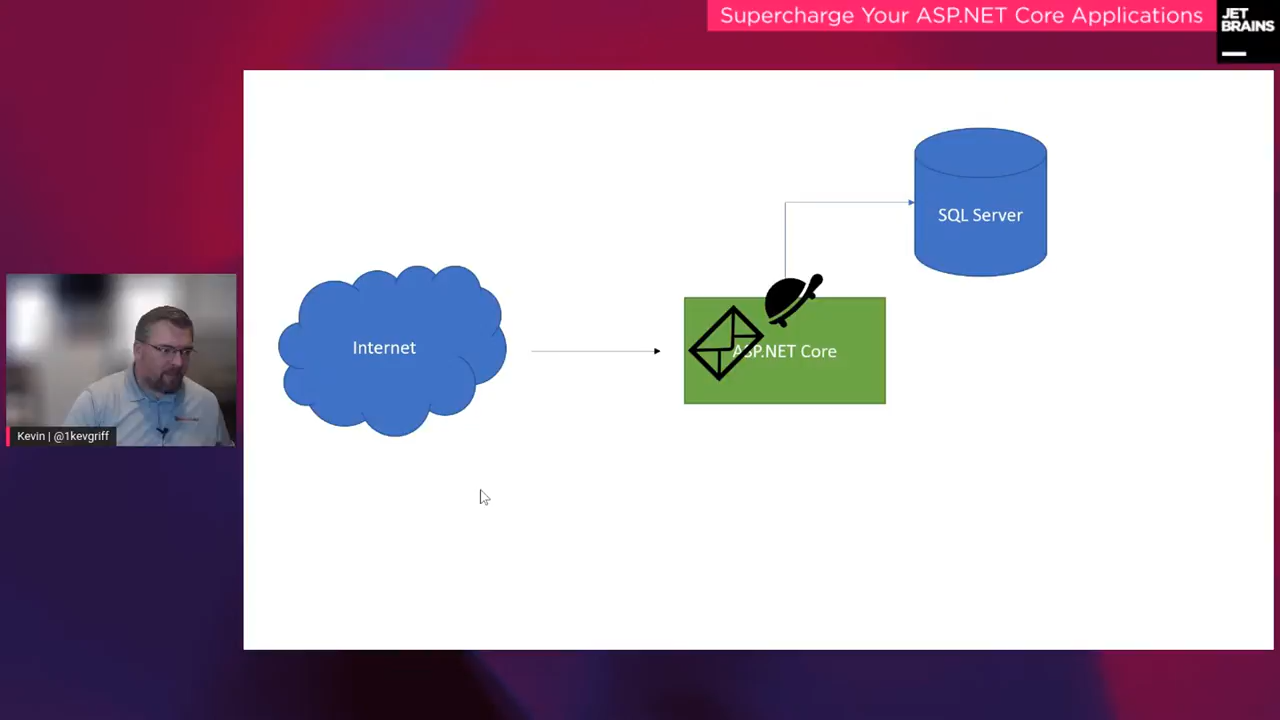 Supercharge Your ASP.NET Core Applications
JET
BRAINS
SQL Server
Internet
ASP.NET Core
Kevin | @1kevgriff